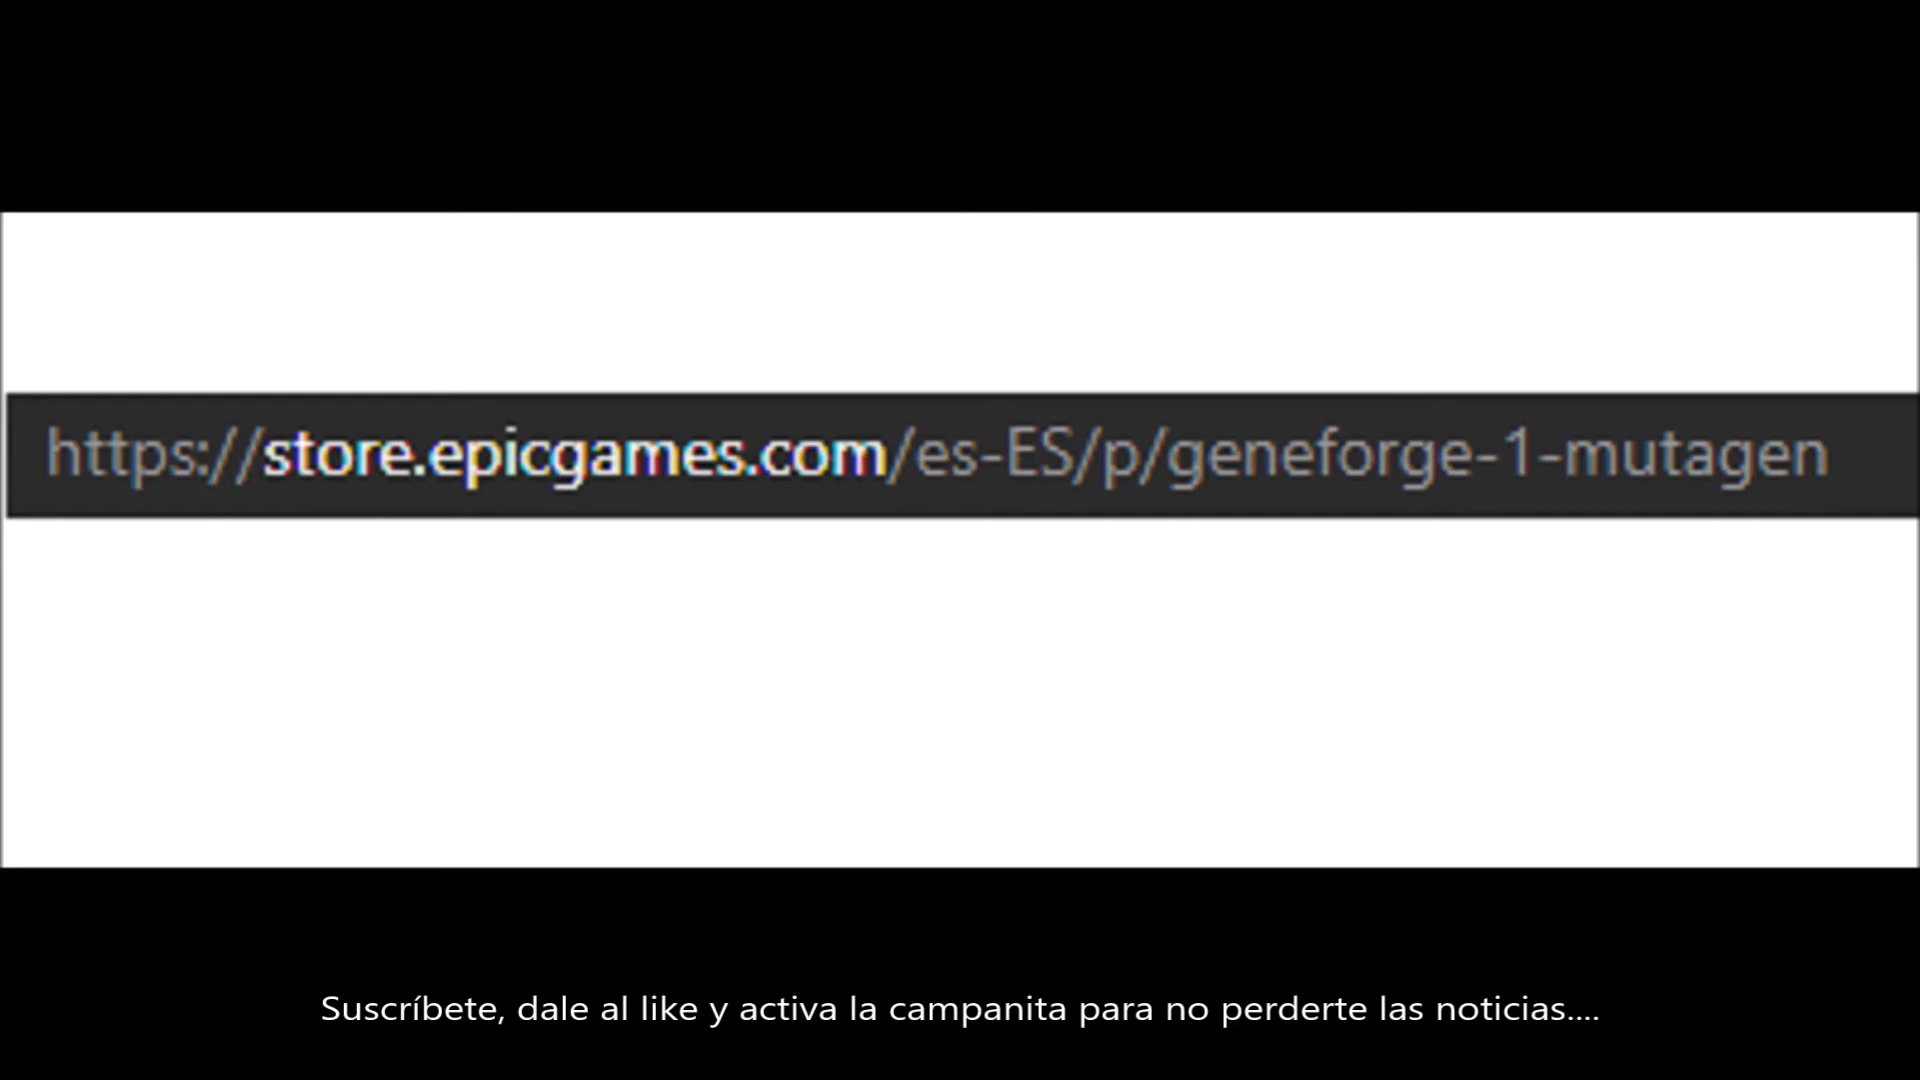 https://store.epicgames.com/es-ES/p/geneforge-1-mutagen
Suscríbete, dale al like y activa la campanita para no perderte las noticias....